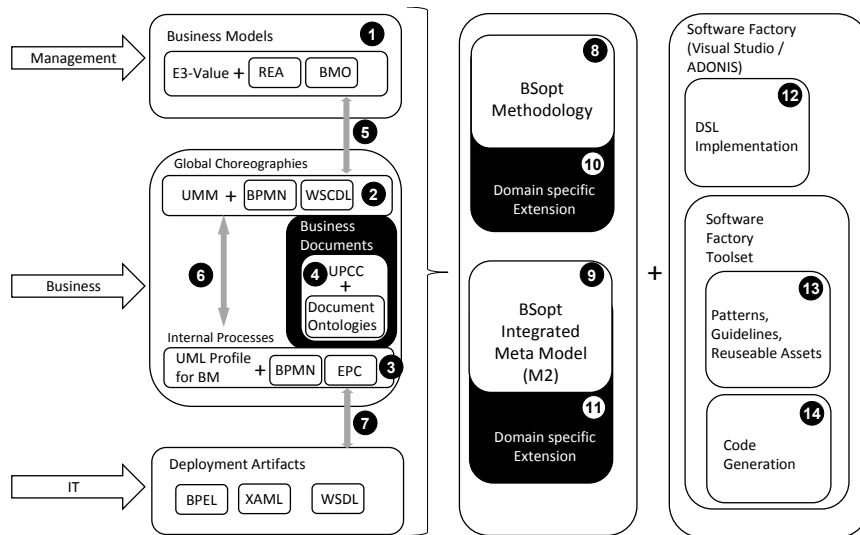 Management
Business Models
1
E3-Value + REA BMO
5
Global Choreographies
UMM + BPMN WSCDL 2
Business
Documents
4 UPCC
+
Document
Ontologies
6
Business
Internal Processes
UML Profile
for BM + BPMN EPC 3
7
IT
Deployment Artifacts
BPEL XAML WSDL
8
BSopt
Methodology
10
Domain specific
Extension
9
BSopt
Integrated
Meta Model
(M2)
11
Domain specific
Extension
+
Software Factory
(Visual Studio /
ADONIS)
12
DSL
Implementation
Software
Factory
Toolset
13
Patterns,
Guidelines,
Reuseable Assets
14
Code
Generation